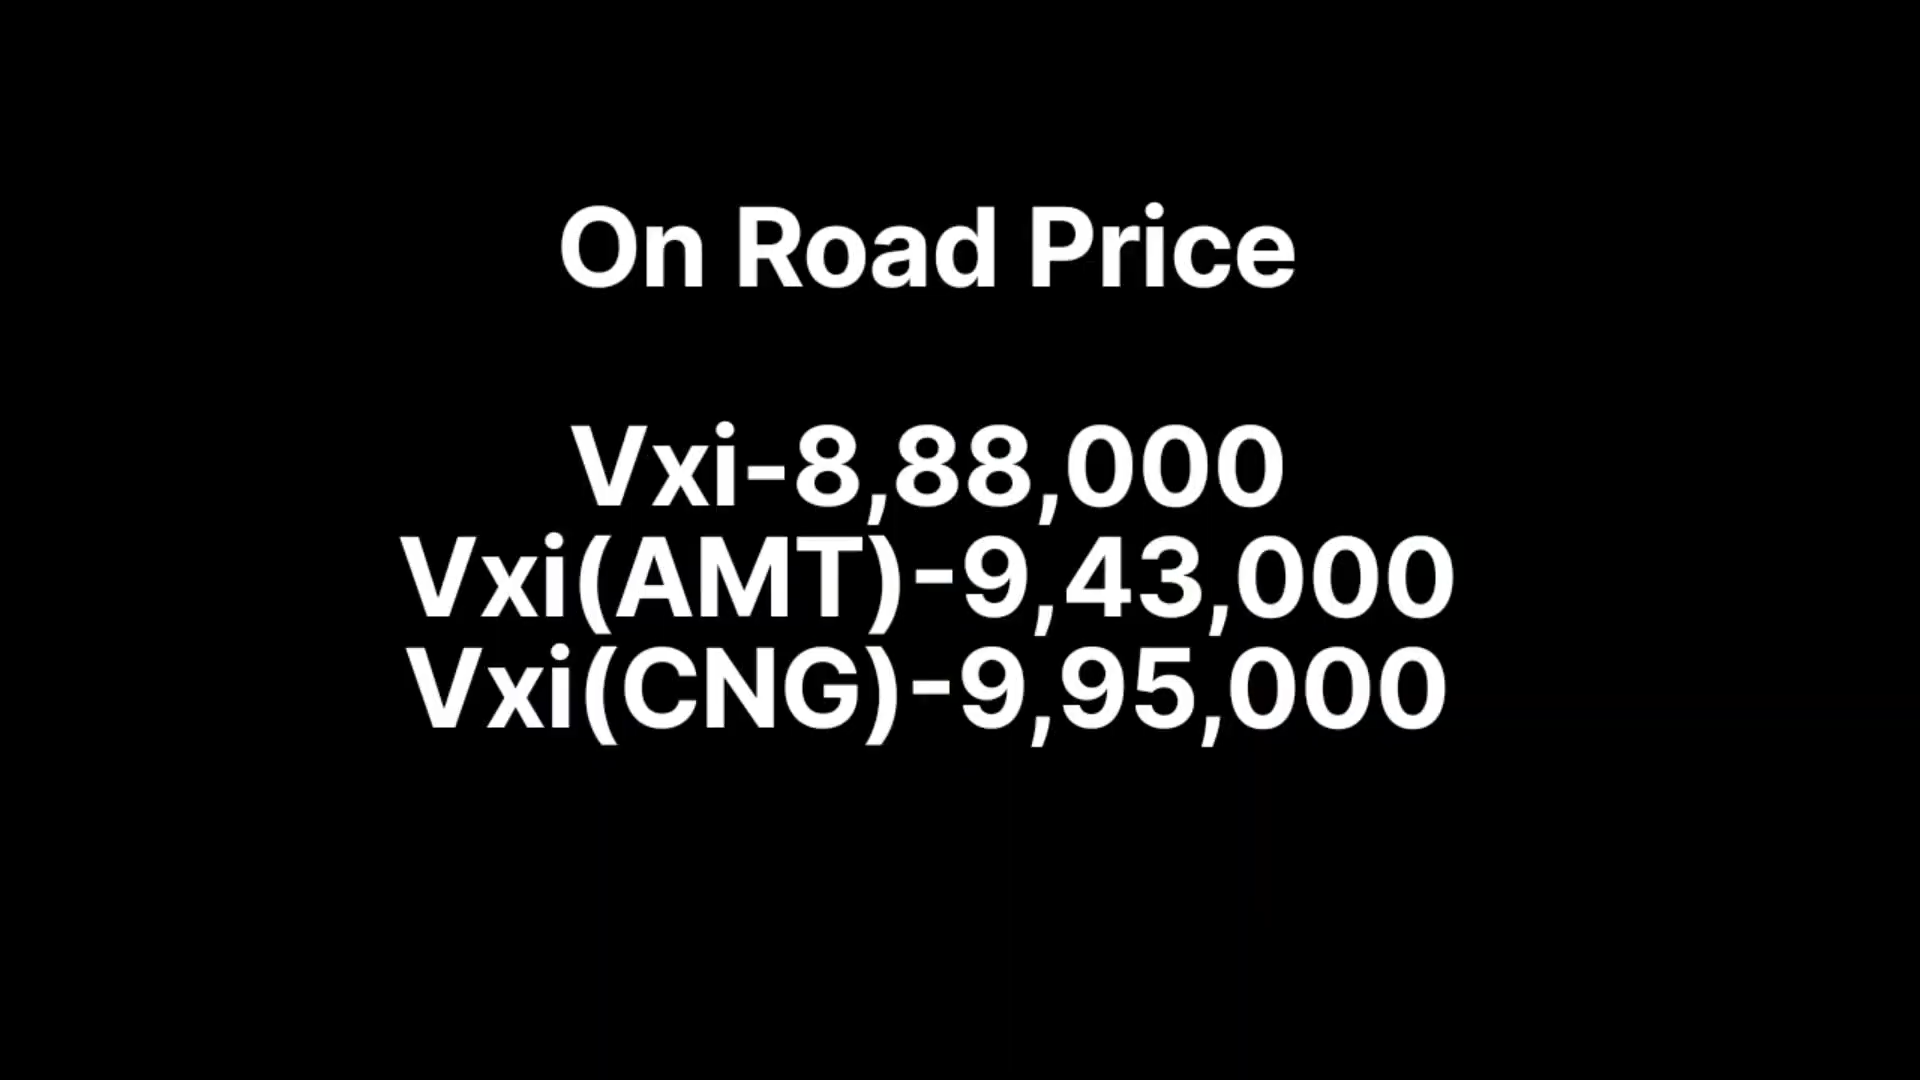 On Road Price
Vxi-8,88,000
Vxi(AMT)-9,43,000
Vxi(CNG)-9,95,000